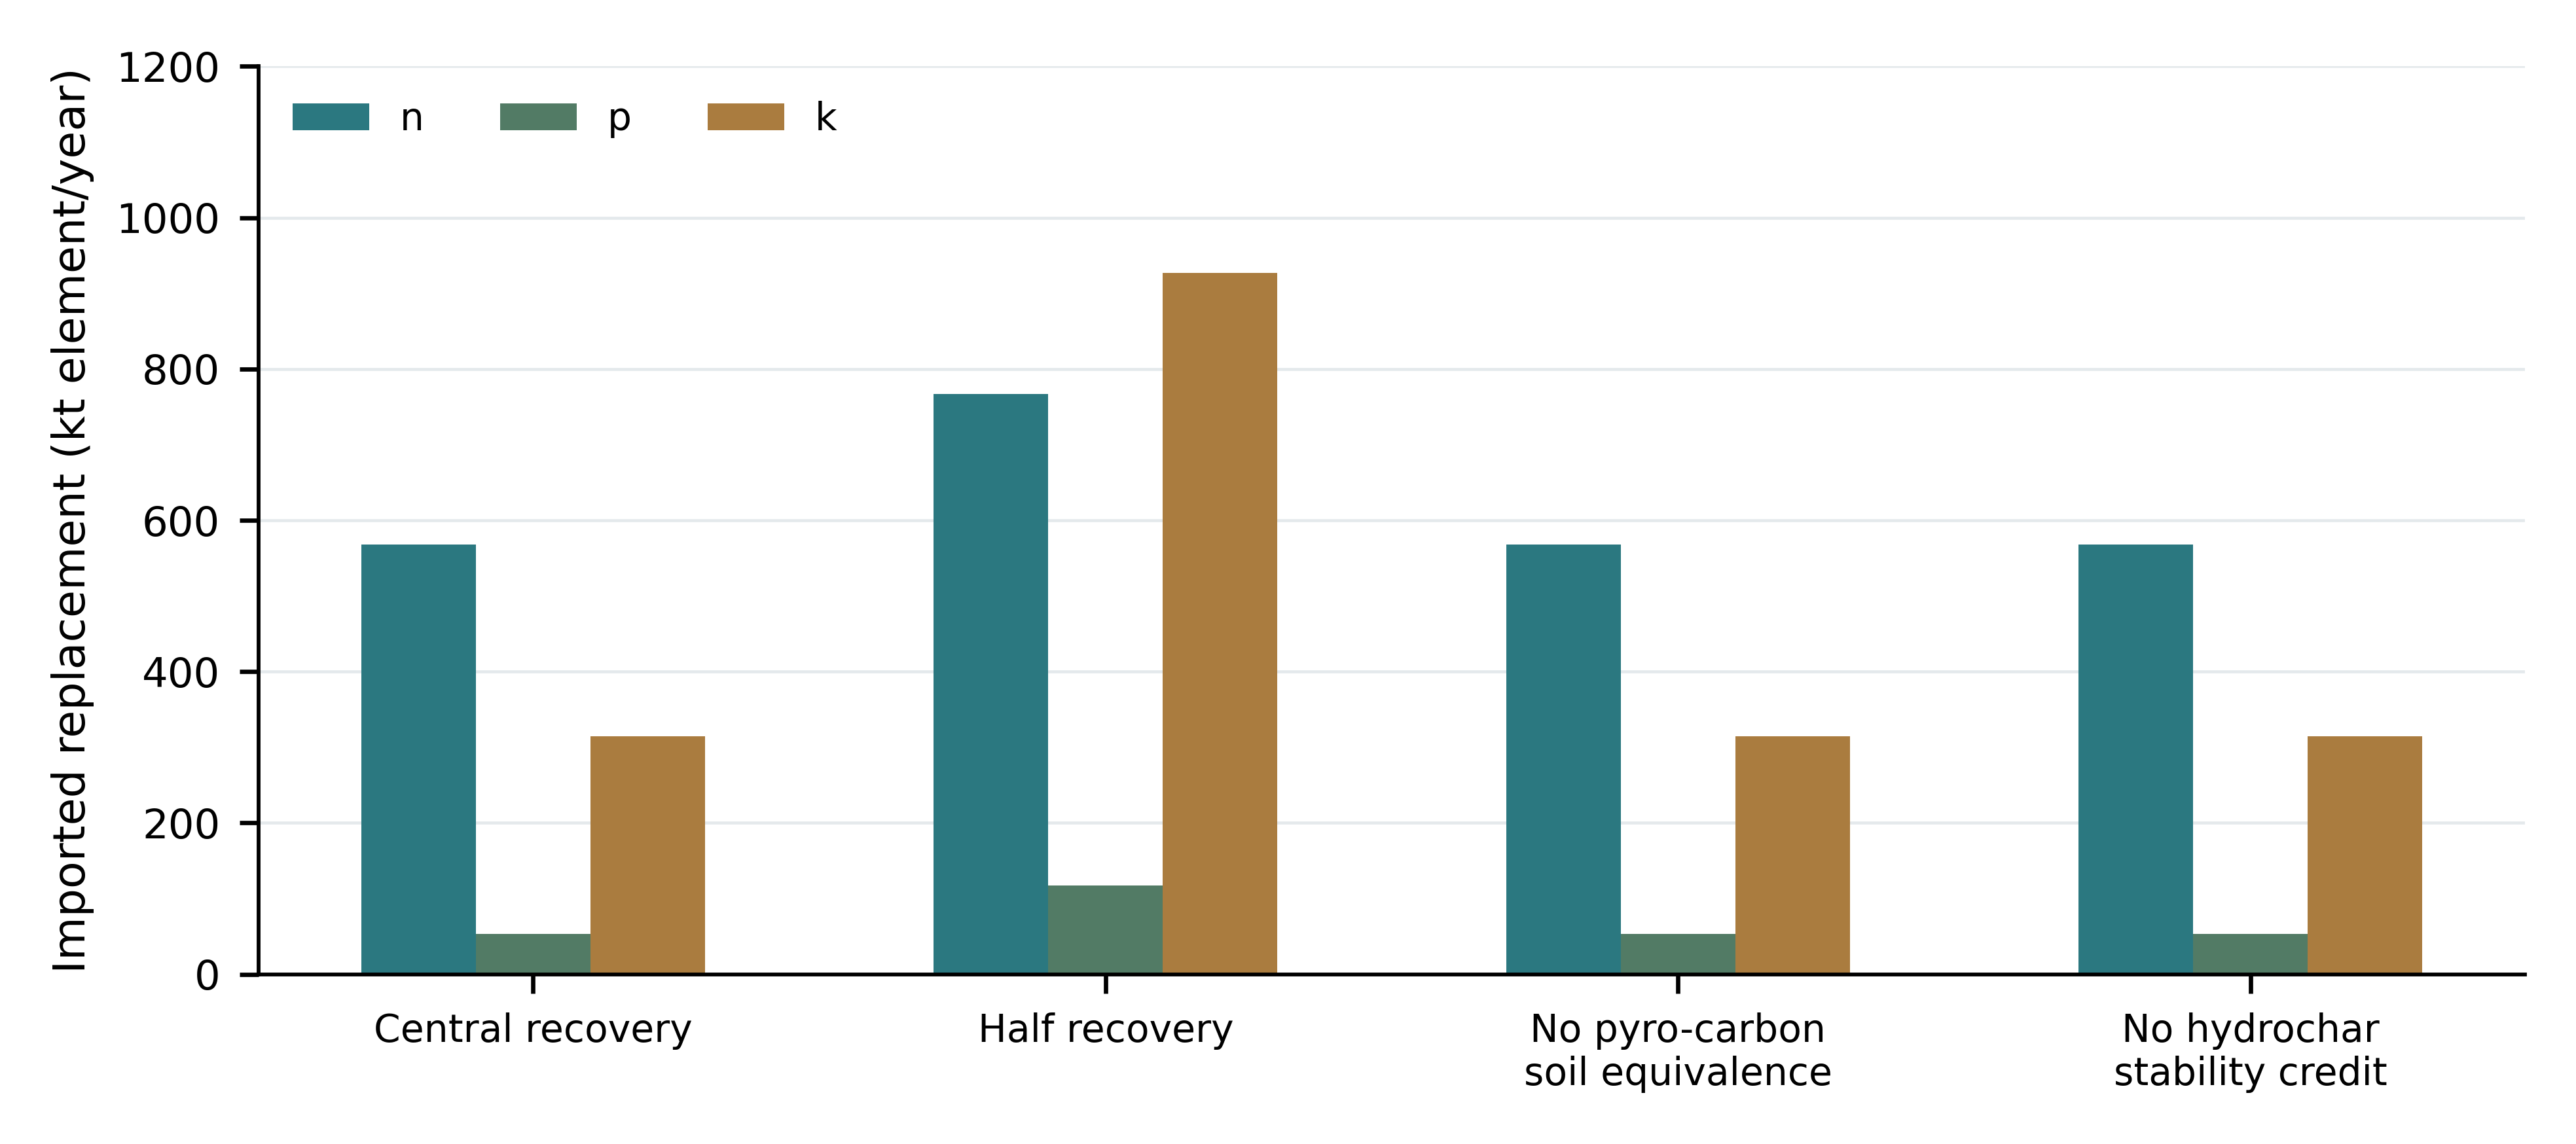 Imported replacement (kt element/year)
1200
1000
800
600
400
200
0
n p k
Central recovery
Half recovery
No pyro-carbon
soil equivalence
No hydrochar
stability credit